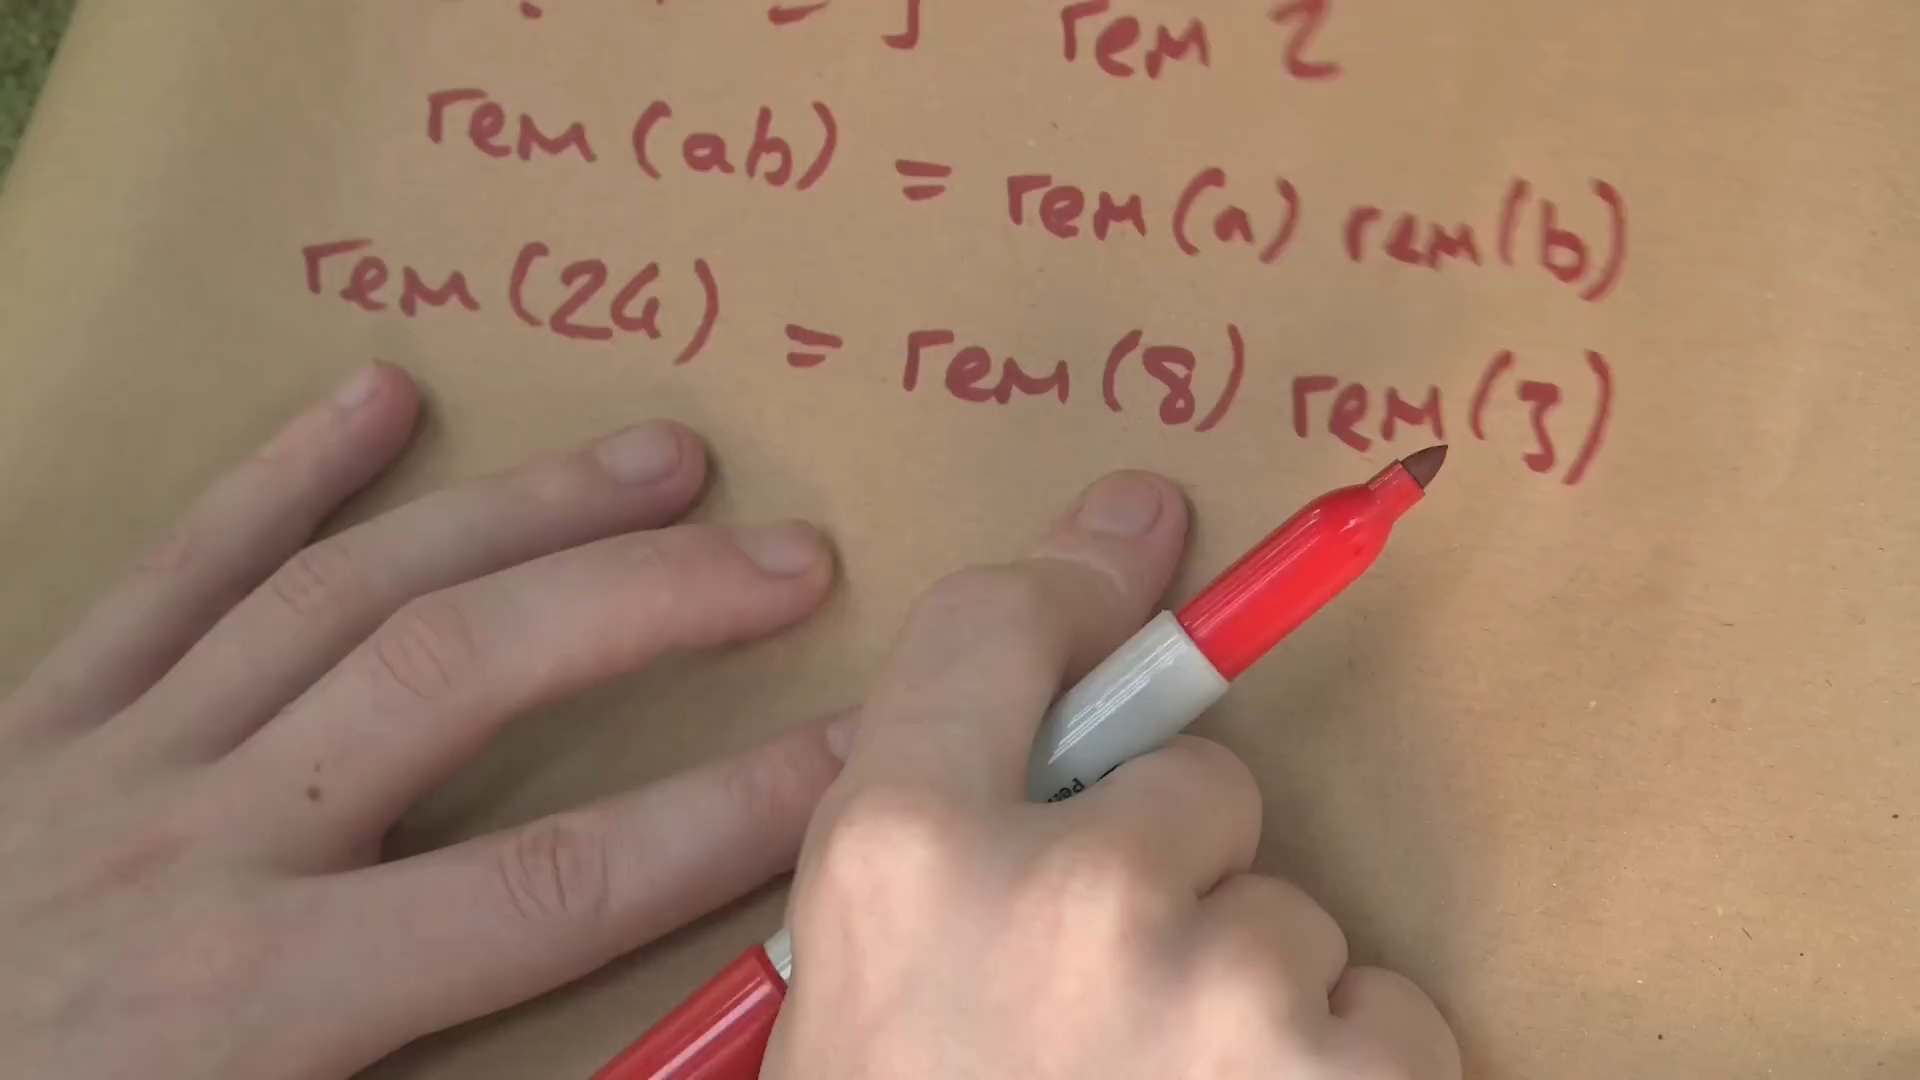 rem 2
rem (ab) = rem (a) rem (b)
rem (24) = rem (8) rem (3)